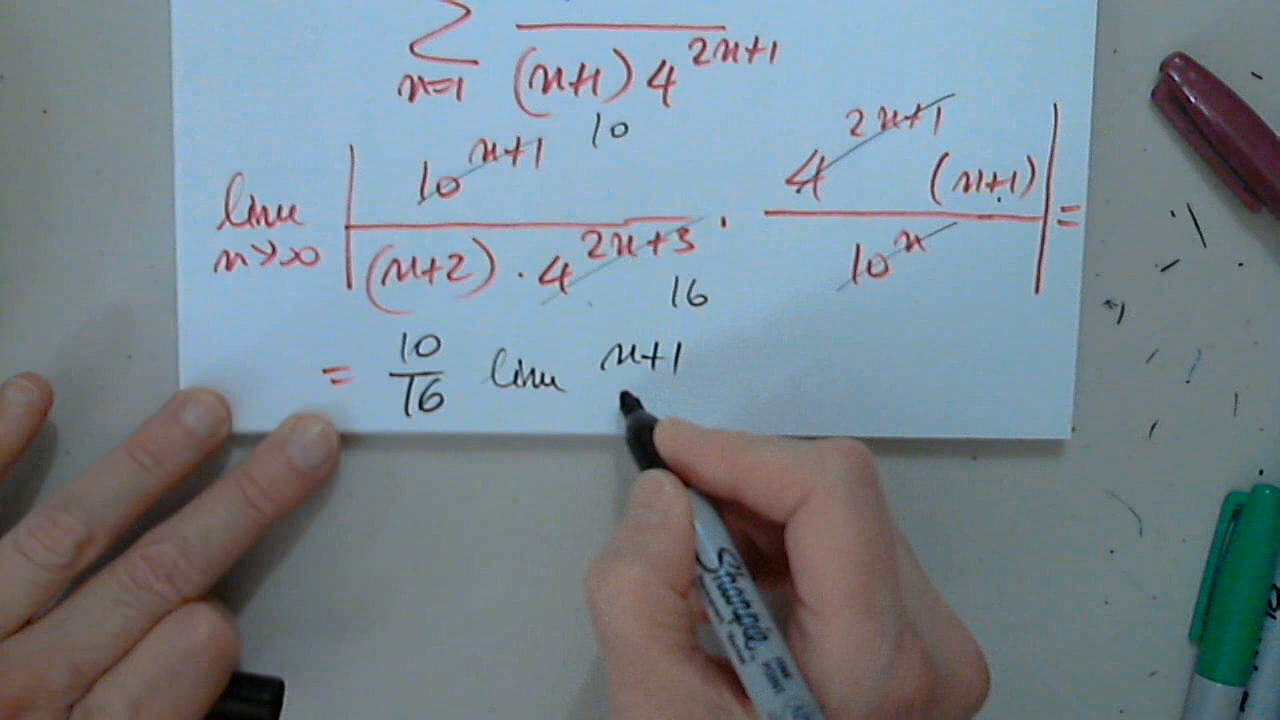 ∑ n=1 (n+1) 4^{2n+1}
10
lim n→∞ | 10^{n+1} / (n+2) · 4^{2n+3} · 4^{2n+1} (n+1) / 10^n | =
16
= 10/16 lim n+1
Sharpie